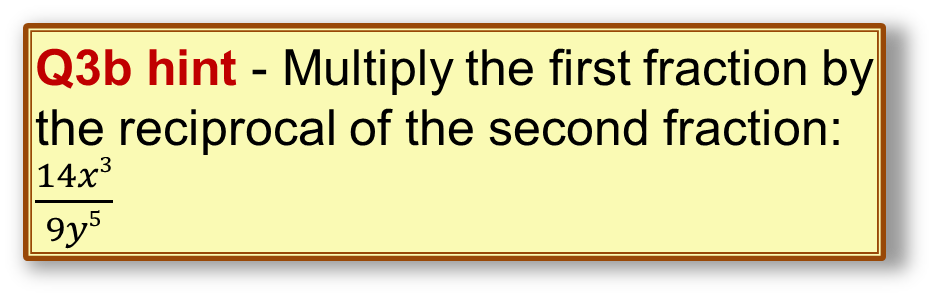 Q3b hint - Multiply the first fraction by
the reciprocal of the second fraction:
14x³
9y⁵